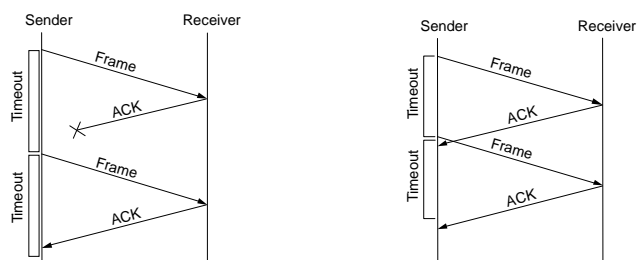 Sender Receiver
Timeout
Frame
ACK
Timeout
Frame
ACK
Sender Receiver
Timeout
Frame
ACK
Timeout
Frame
ACK